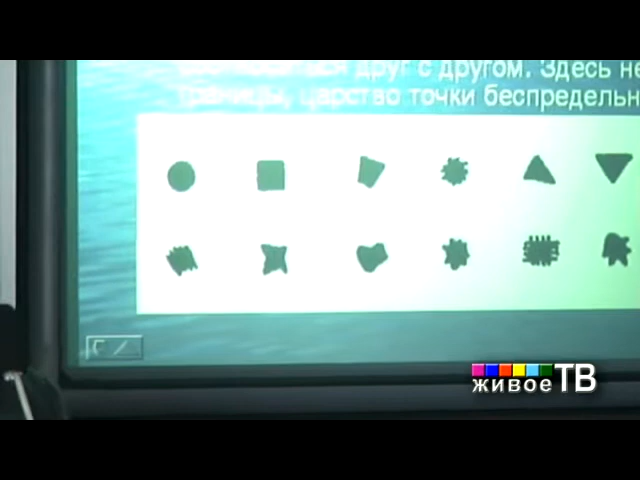 друг с другом. Здесь не
границы, царство точки беспредельн
живоеТВ